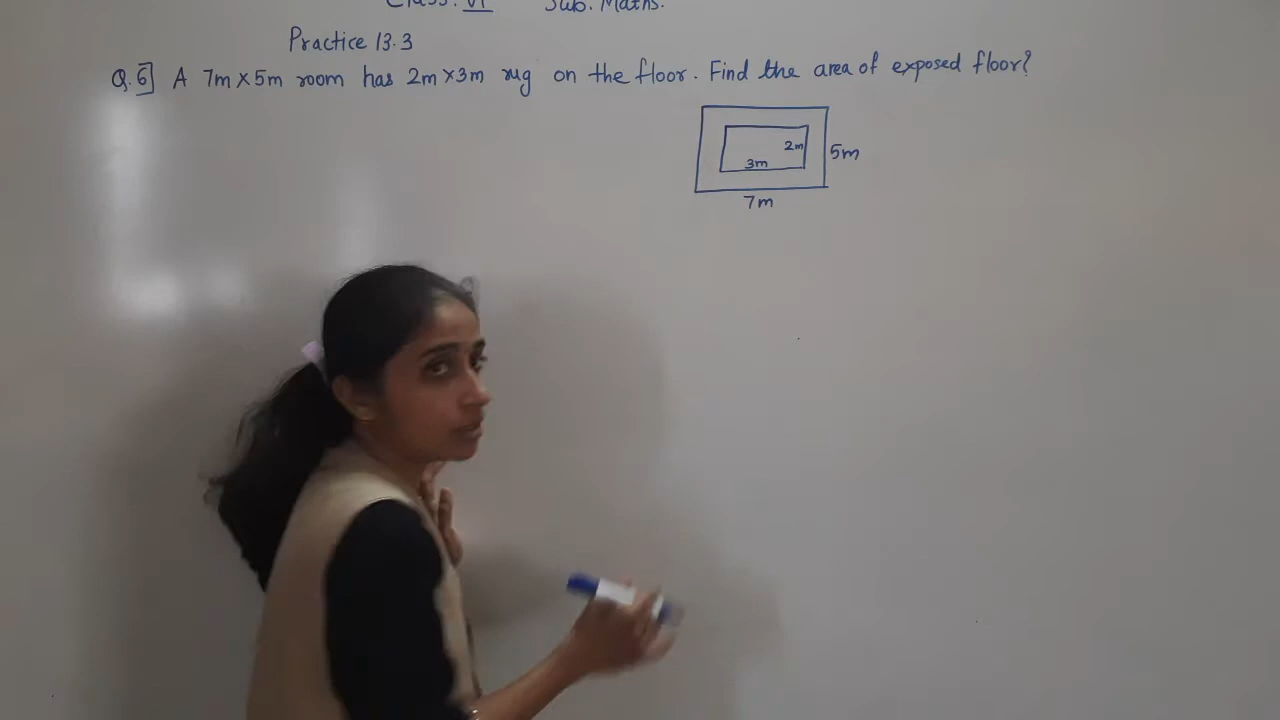 Class: VI Sub. Maths.
Practice 13.3
Q.6] A 7m X 5m room has 2m X 3m rug on the floor. Find the area of exposed floor?
2m
3m
5m
7m